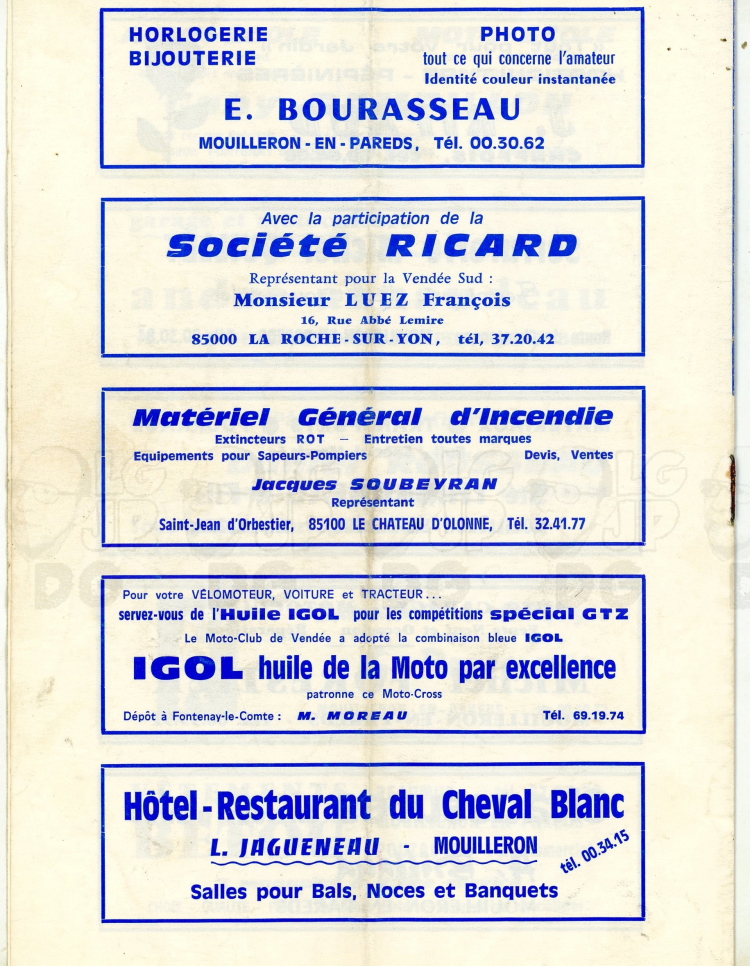 HORLOGERIE
BIJOUTERIE
PHOTO
tout ce qui concerne l'amateur
Identité couleur instantanée
E. BOURASSEAU
MOUILLERON-EN-PAREDS, Tél. 00.30.62
Avec la participation de la
Société RICARD
Représentant pour la Vendée Sud :
Monsieur LUEZ François
16, Rue Abbé Lemire
85000 LA ROCHE-SUR-YON, tél, 37.20.42
Matériel Général d'Incendie
Extincteurs ROT — Entretien toutes marques
Equipements pour Sapeurs-Pompiers Devis, Ventes
Jacques SOUBEYRAN
Représentant
Saint-Jean d'Orbestier, 85100 LE CHATEAU D'OLONNE, Tél. 32.41.77
Pour votre VÉLOMOTEUR, VOITURE et TRACTEUR...
servez-vous de l'Huile IGOL pour les compétitions spécial GTZ
Le Moto-Club de Vendée a adopté la combinaison bleue IGOL
IGOL huile de la Moto par excellence
patronne ce Moto-Cross
Dépôt à Fontenay-le-Comte : M. MOREAU Tél. 69.19.74
Hôtel-Restaurant du Cheval Blanc
L. JAGUENEAU - MOUILLERON
tél. 00.34.15
Salles pour Bals, Noces et Banquets